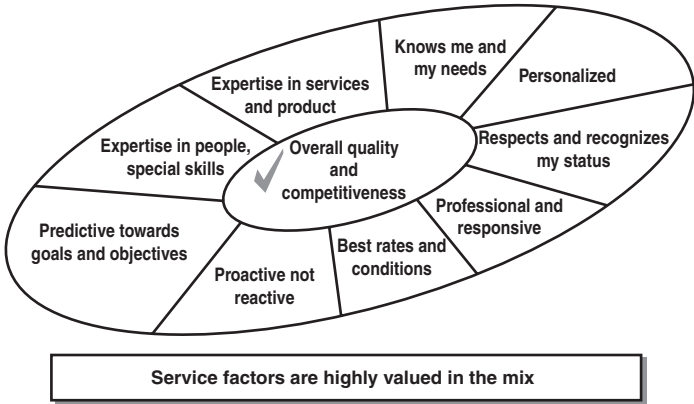 Knows me and
my needs
Personalized
Expertise in services
and product
Respects and recognizes
my status
Expertise in people,
special skills
Overall quality
and
competitiveness
Professional and
responsive
Predictive towards
goals and objectives
Best rates and
conditions
Proactive not
reactive
Service factors are highly valued in the mix